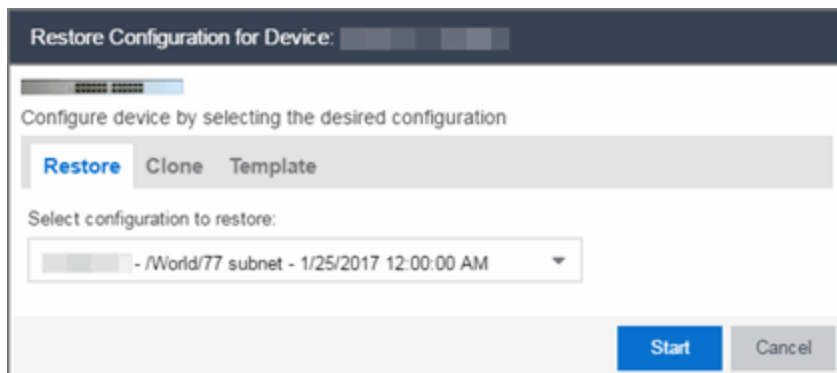 Restore Configuration for Device:
Configure device by selecting the desired configuration
Restore Clone Template
Select configuration to restore:
- /World/77 subnet - 1/25/2017 12:00:00 AM
Start Cancel